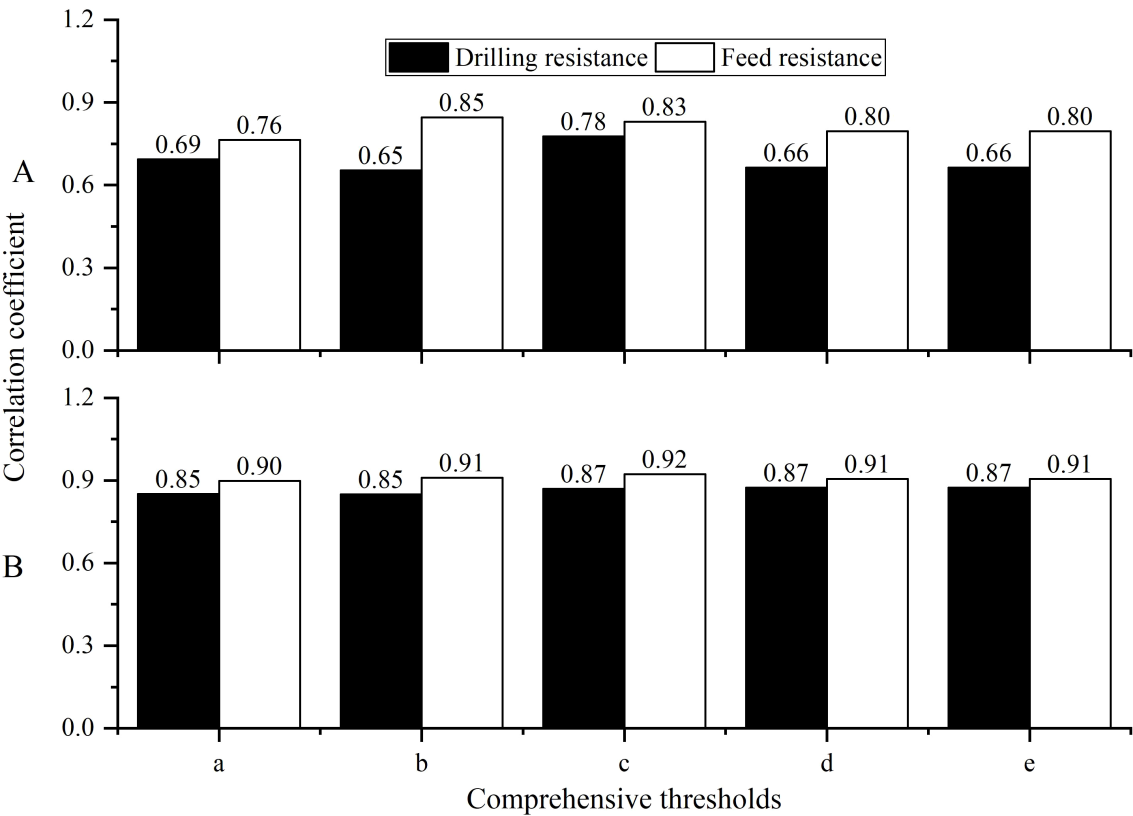 1.2
Drilling resistance Feed resistance
0.9
0.69 0.76 0.65 0.85 0.78 0.83 0.66 0.80 0.66 0.80
A
0.6
0.3
0.0
Correlation coefficient
1.2
0.9
0.85 0.90 0.85 0.91 0.87 0.92 0.87 0.91 0.87 0.91
B
0.6
0.3
0.0
a b c d e
Comprehensive thresholds